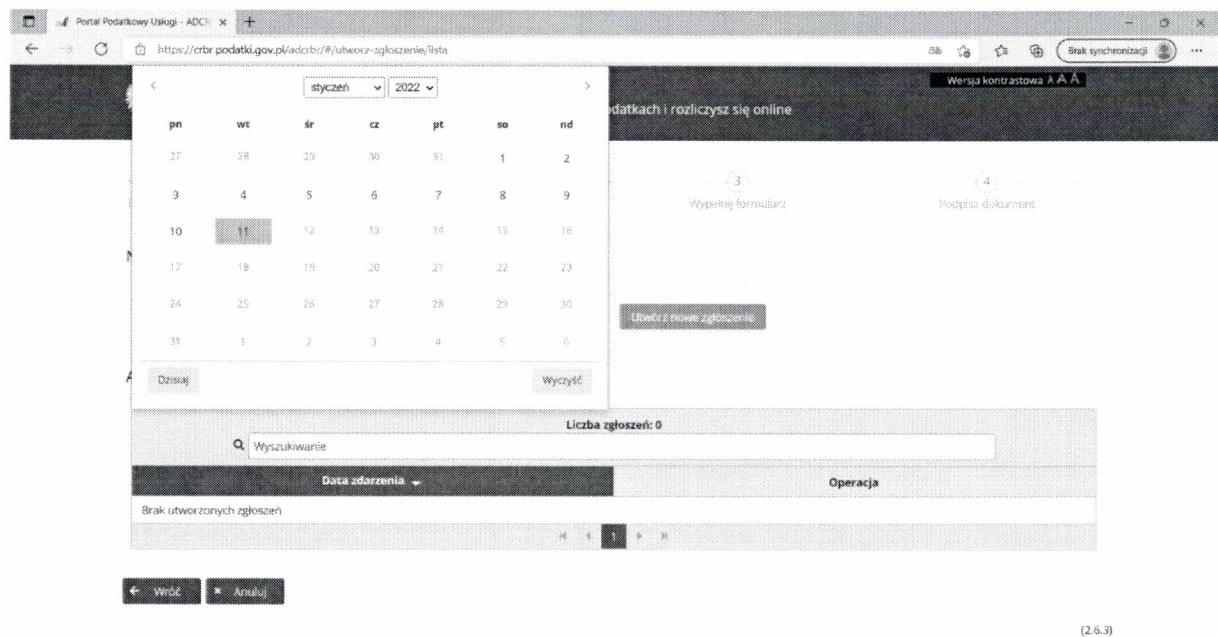 Portal Podatkowy Usługi - ADCR
https://crbr.podatki.gov.pl/adcrbr/#/utworz-zgloszenie/lista
Brak synchronizacji
Wersja kontrastowa A A A
datkach i rozliczysz się online
styczeń 2022
pn wt śr cz pt so nd
27 28 29 30 31 1 2
3 4 5 6 7 8 9
10 11 12 13 14 15 16
17 18 19 20 21 22 23
24 25 26 27 28 29 30
31 1 2 3 4 5 6
Dzisiaj Wyczyść
3 4
Wypełnij formularz Podpisz dokument
N
Utwórz nowe zgłoszenie
A
Liczba zgłoszeń: 0
Wyszukiwanie
Data zdarzenia Operacja
Brak utworzonych zgłoszeń
1
Wróć Anuluj
(2.6.3)